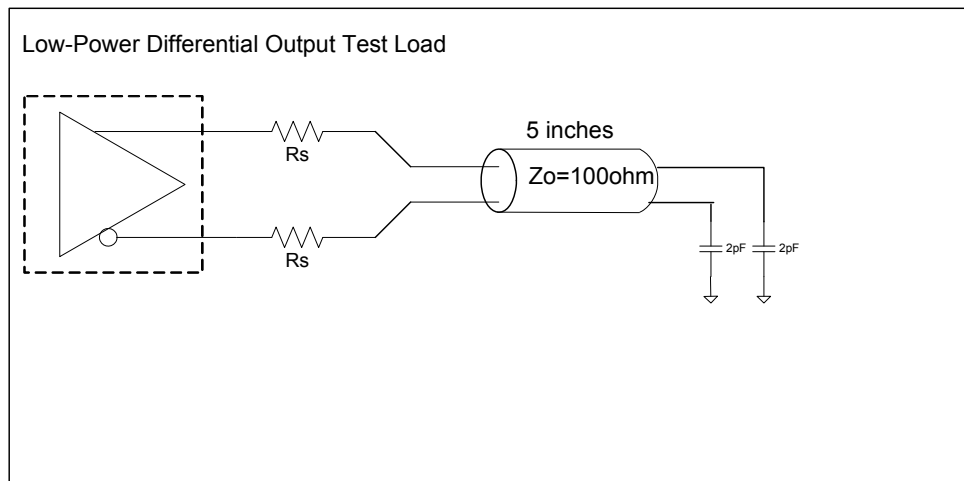 Low-Power Differential Output Test Load
Rs
5 inches
Zo=100ohm
Rs
2pF
2pF